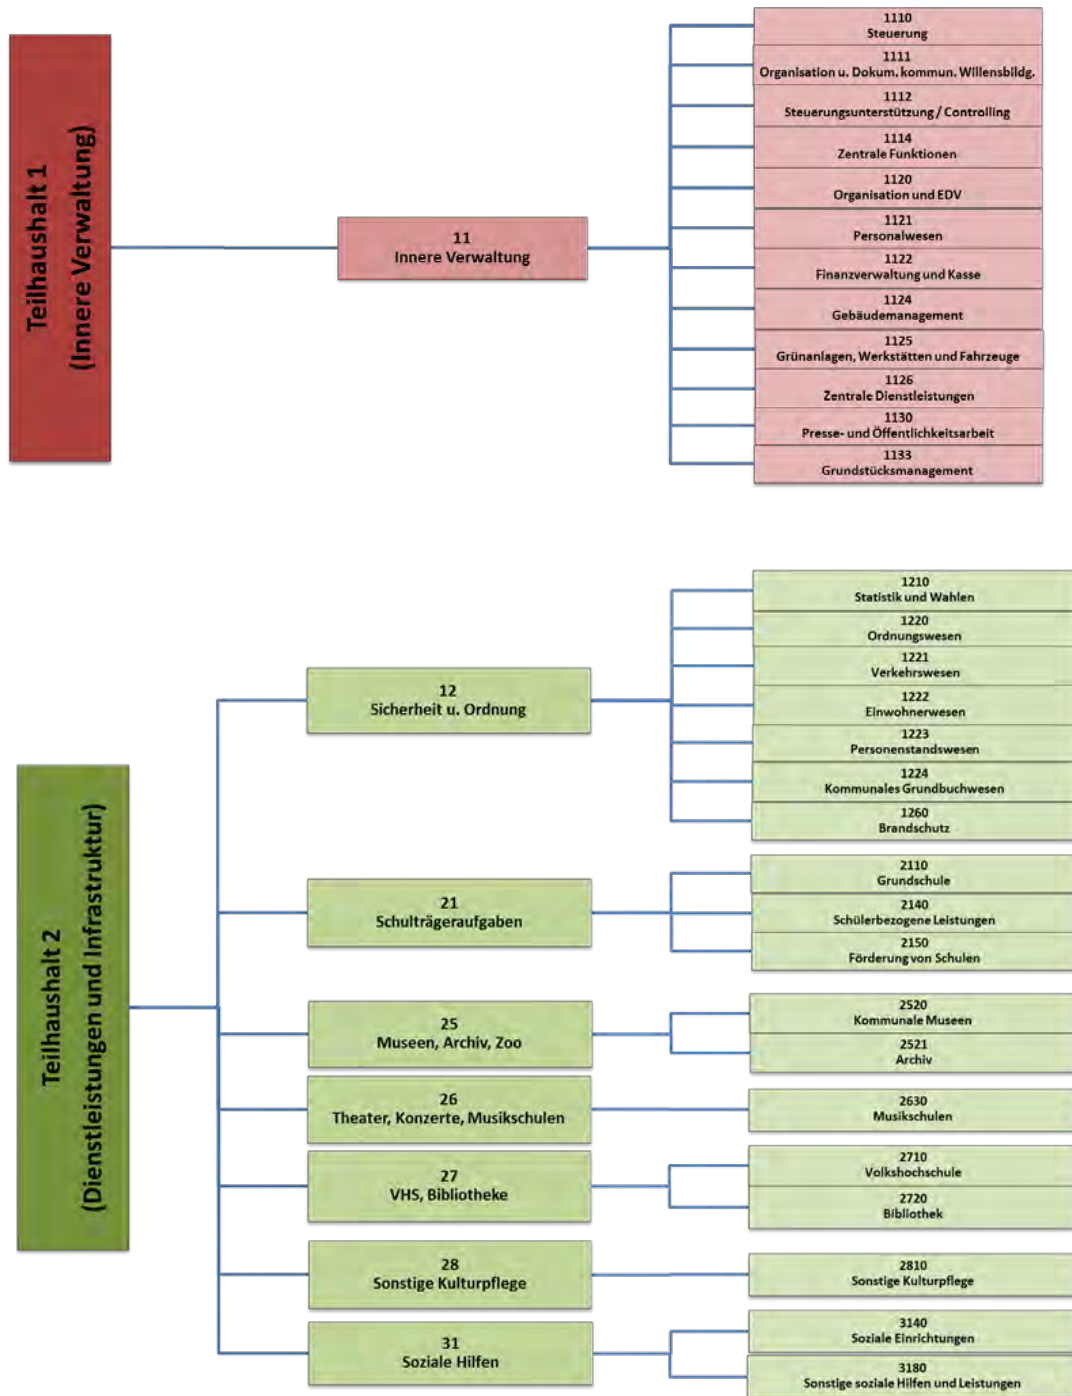 Teilhaushalt 1
(Innere Verwaltung)
11
Innere Verwaltung
1110
Steuerung
1111
Organisation u. Dokum. kommun. Willensbildg.
1112
Steuerungsunterstützung / Controlling
1114
Zentrale Funktionen
1120
Organisation und EDV
1121
Personalwesen
1122
Finanzverwaltung und Kasse
1124
Gebäudemanagement
1125
Grünanlagen, Werkstätten und Fahrzeuge
1126
Zentrale Dienstleistungen
1130
Presse- und Öffentlichkeitsarbeit
1133
Grundstücksmanagement
Teilhaushalt 2
(Dienstleistungen und Infrastruktur)
12
Sicherheit u. Ordnung
1210
Statistik und Wahlen
1220
Ordnungswesen
1221
Verkehrswesen
1222
Einwohnerwesen
1223
Personenstandswesen
1224
Kommunales Grundbuchwesen
1260
Brandschutz
21
Schulträgeraufgaben
2110
Grundschule
2140
Schülerbezogene Leistungen
2150
Förderung von Schulen
25
Museen, Archiv, Zoo
2520
Kommunale Museen
2521
Archiv
26
Theater, Konzerte, Musikschulen
2630
Musikschulen
27
VHS, Bibliotheke
2710
Volkshochschule
2720
Bibliothek
28
Sonstige Kulturpflege
2810
Sonstige Kulturpflege
31
Soziale Hilfen
3140
Soziale Einrichtungen
3180
Sonstige soziale Hilfen und Leistungen